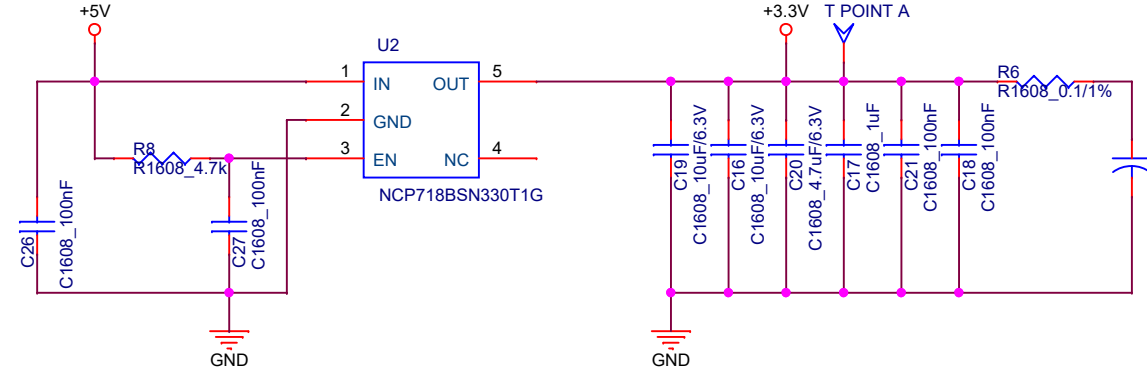 +5V
+3.3V
T POINT A
U2
1
IN
OUT
5
2
GND
3
EN
NC
4
NCP718BSN330T1G
R8
R1608_4.7k
R6
R1608_0.1/1%
C26
C1608_100nF
C27
C1608_100nF
C19
C1608_10uF/6.3V
C16
C1608_10uF/6.3V
C20
C1608_4.7uF/6.3V
C17
C1608_1uF
C21
C1608_100nF
C18
C1608_100nF
GND
GND